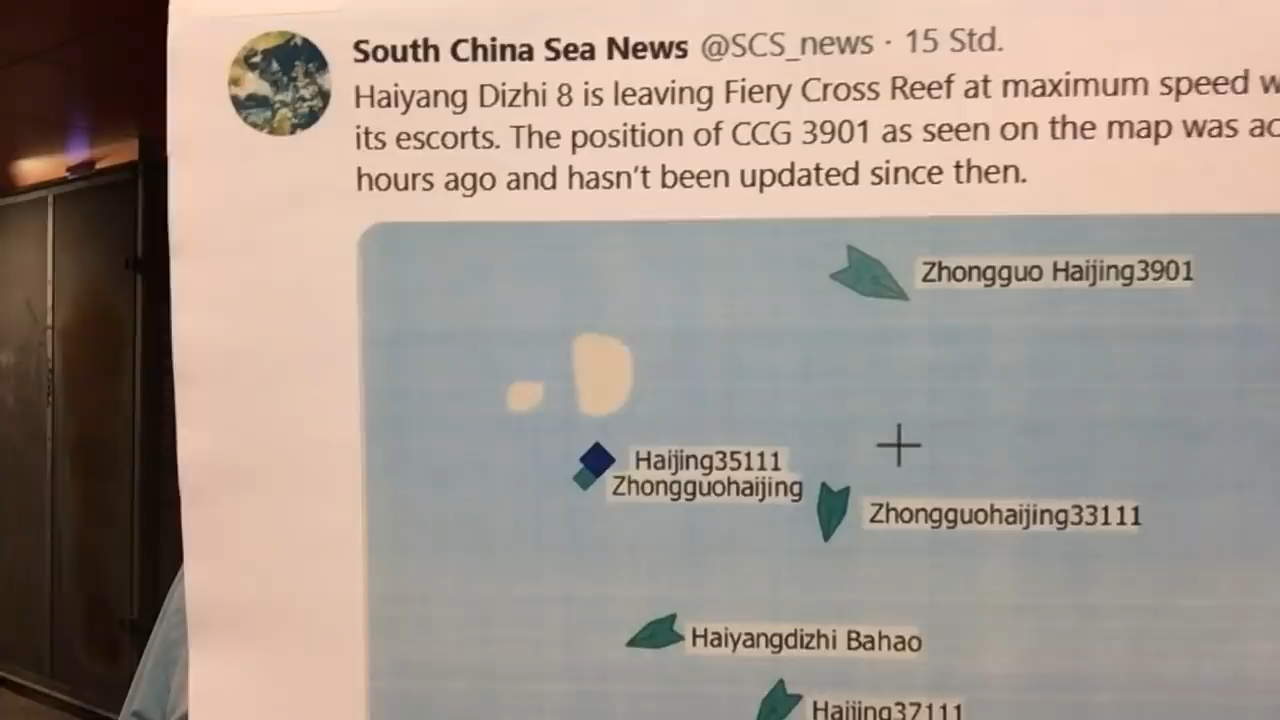 South China Sea News @SCS_news · 15 Std.
Haiyang Dizhi 8 is leaving Fiery Cross Reef at maximum speed
its escorts. The position of CCG 3901 as seen on the map was
hours ago and hasn't been updated since then.
Zhongguo Haijing3901
Haijing35111
Zhongguohaijing
Zhongguohaijing33111
Haiyangdizhi Bahao
Haijing37111